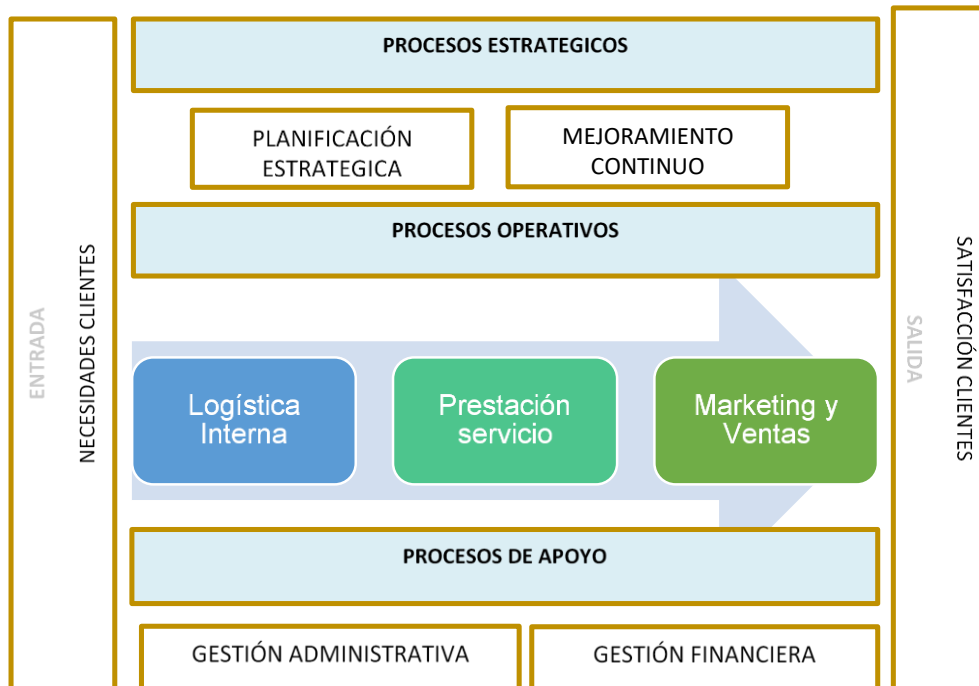 PROCESOS ESTRATEGICOS
PLANIFICACIÓN
ESTRATEGICA
MEJORAMIENTO
CONTINUO
PROCESOS OPERATIVOS
ENTRADA
NECESIDADES CLIENTES
Logística
Interna
Prestación
servicio
Marketing y
Ventas
SALIDA
SATISFACCIÓN CLIENTES
PROCESOS DE APOYO
GESTIÓN ADMINISTRATIVA
GESTIÓN FINANCIERA